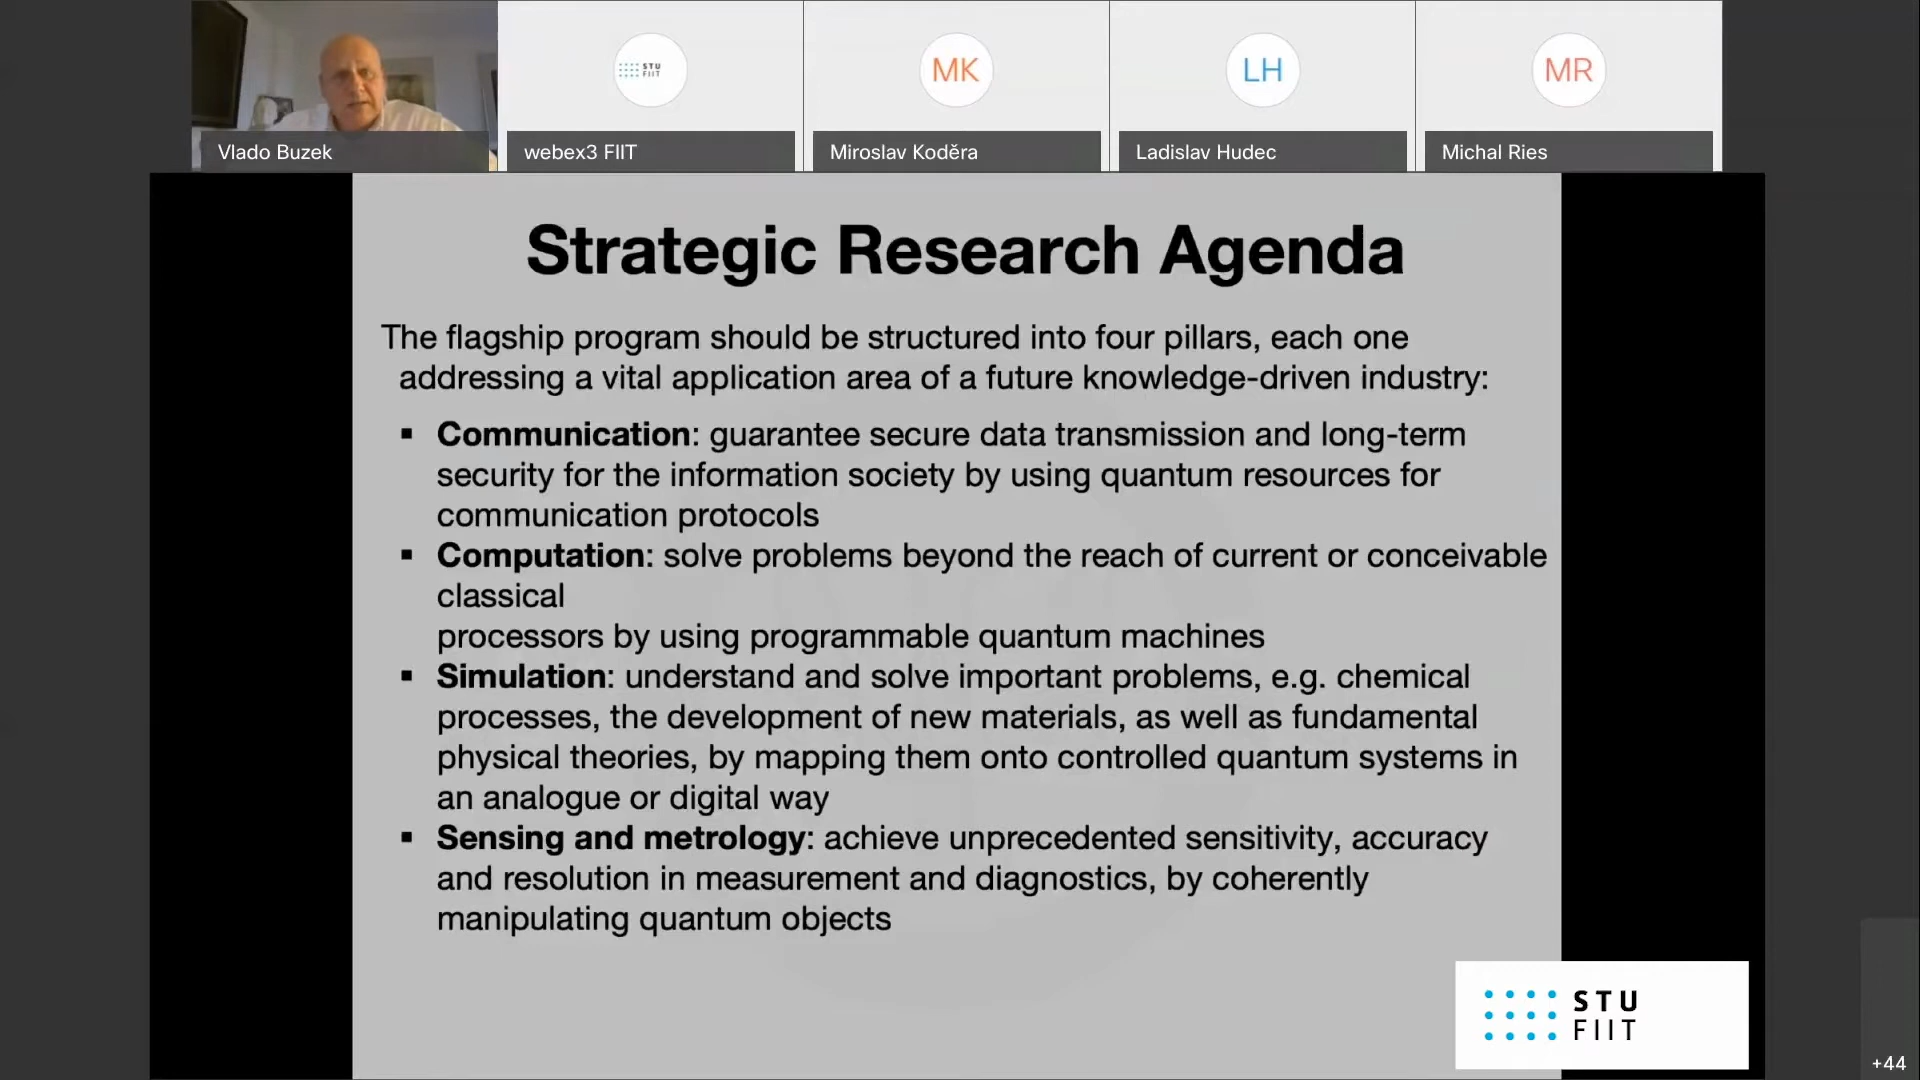 STU
FIIT
MK
LH
MR
Vlado Buzek
webex3 FIIT
Miroslav Koděra
Ladislav Hudec
Michal Ries
Strategic Research Agenda
The flagship program should be structured into four pillars, each one
addressing a vital application area of a future knowledge-driven industry:
▪ Communication: guarantee secure data transmission and long-term
security for the information society by using quantum resources for
communication protocols
▪ Computation: solve problems beyond the reach of current or conceivable
classical
processors by using programmable quantum machines
▪ Simulation: understand and solve important problems, e.g. chemical
processes, the development of new materials, as well as fundamental
physical theories, by mapping them onto controlled quantum systems in
an analogue or digital way
▪ Sensing and metrology: achieve unprecedented sensitivity, accuracy
and resolution in measurement and diagnostics, by coherently
manipulating quantum objects
STU
FIIT
+44